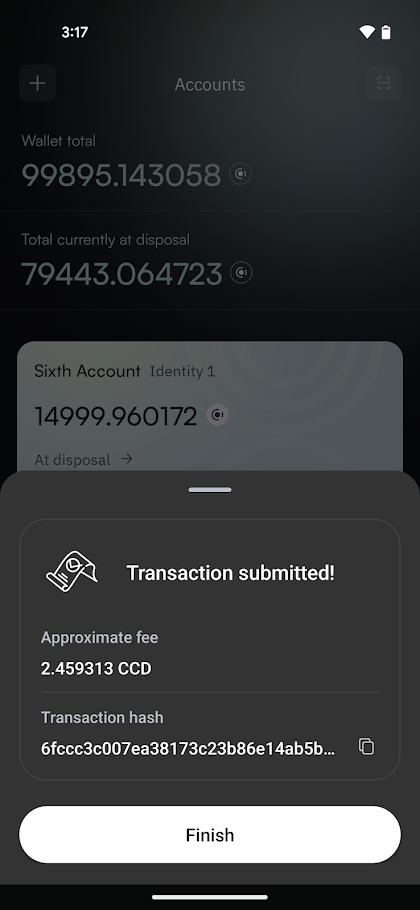 3:17
Accounts
Wallet total
99895.143058
Total currently at disposal
79443.064723
Sixth Account Identity 1
14999.960172
At disposal →
Transaction submitted!
Approximate fee
2.459313 CCD
Transaction hash
6fccc3c007ea38173c23b86e14ab5b...
Finish